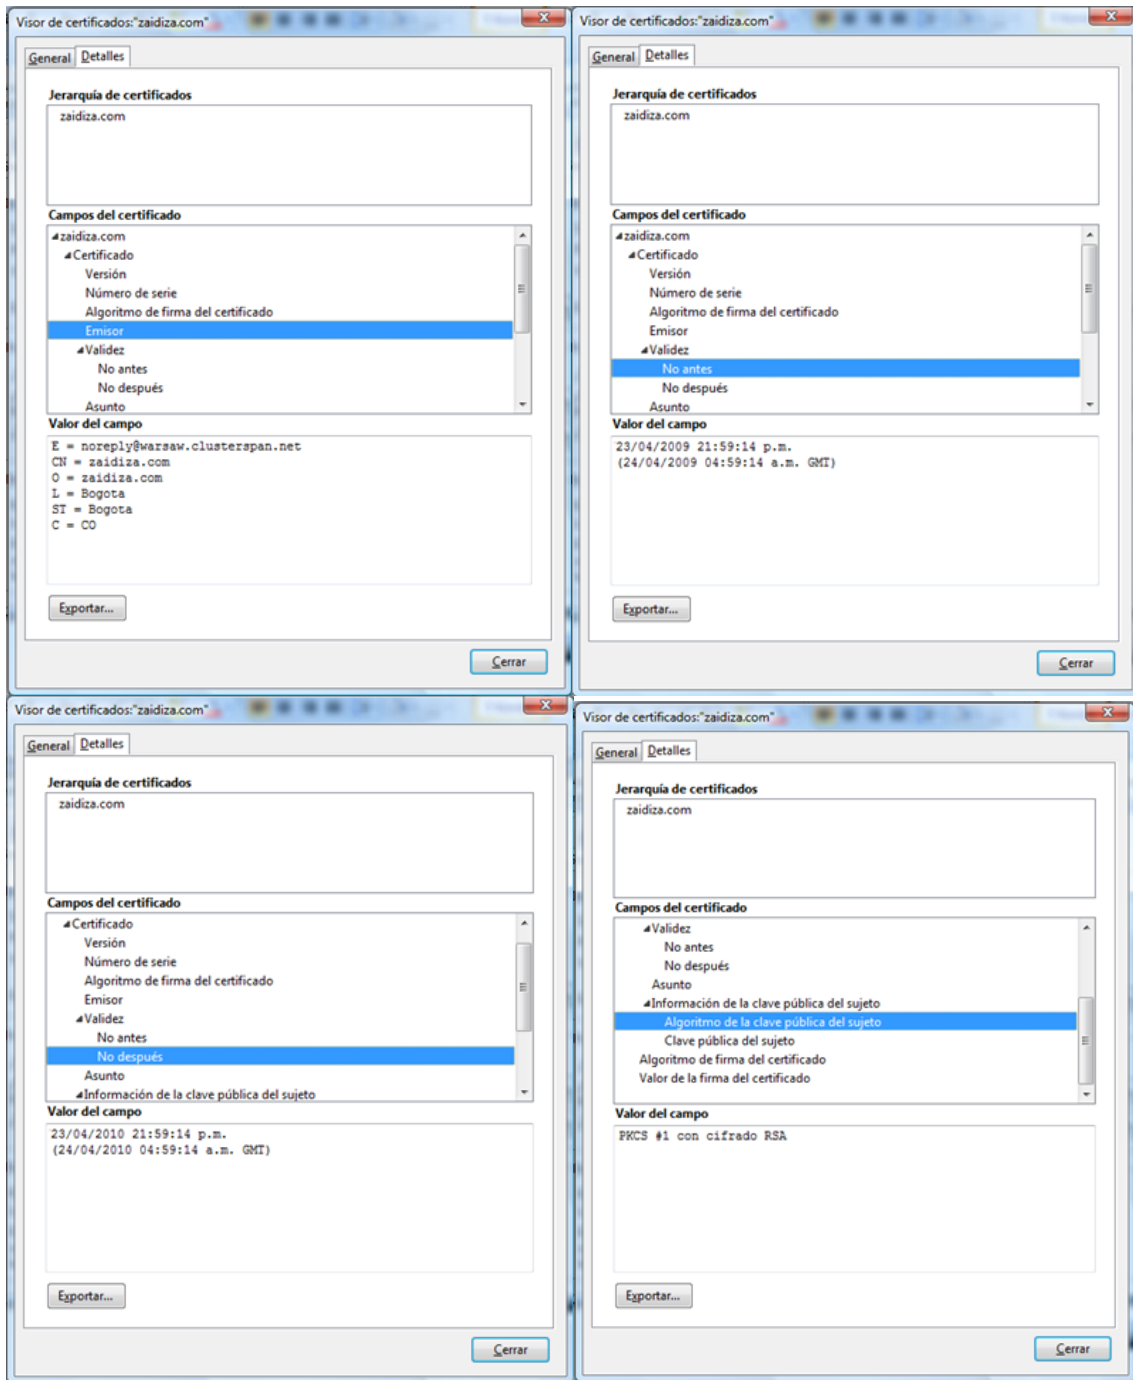 Visor de certificados:"zaidiza.com"
General Detalles
Jerarquía de certificados
zaidiza.com
Campos del certificado
zaidiza.com
Certificado
Versión
Número de serie
Algoritmo de firma del certificado
Emisor
Validez
No antes
No después
Asunto
Valor del campo
E = noreply@warsaw.clusterspan.net
CN = zaidiza.com
O = zaidiza.com
L = Bogota
ST = Bogota
C = CO
Exportar...
Cerrar
Visor de certificados:"zaidiza.com"
General Detalles
Jerarquía de certificados
zaidiza.com
Campos del certificado
zaidiza.com
Certificado
Versión
Número de serie
Algoritmo de firma del certificado
Emisor
Validez
No antes
No después
Asunto
Valor del campo
23/04/2009 21:59:14 p.m.
(24/04/2009 04:59:14 a.m. GMT)
Exportar...
Cerrar
Visor de certificados:"zaidiza.com"
General Detalles
Jerarquía de certificados
zaidiza.com
Campos del certificado
Certificado
Versión
Número de serie
Algoritmo de firma del certificado
Emisor
Validez
No antes
No después
Asunto
Información de la clave pública del sujeto
Valor del campo
23/04/2010 21:59:14 p.m.
(24/04/2010 04:59:14 a.m. GMT)
Exportar...
Cerrar
Visor de certificados:"zaidiza.com"
General Detalles
Jerarquía de certificados
zaidiza.com
Campos del certificado
Validez
No antes
No después
Asunto
Información de la clave pública del sujeto
Algoritmo de la clave pública del sujeto
Clave pública del sujeto
Algoritmo de firma del certificado
Valor de la firma del certificado
Valor del campo
PKCS #1 con cifrado RSA
Exportar...
Cerrar